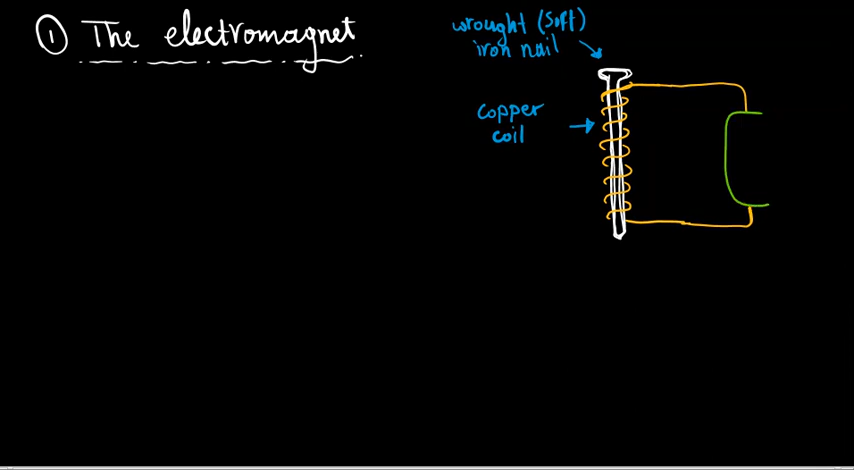 ① The electromagnet
wrought (soft)
iron nail
copper
coil